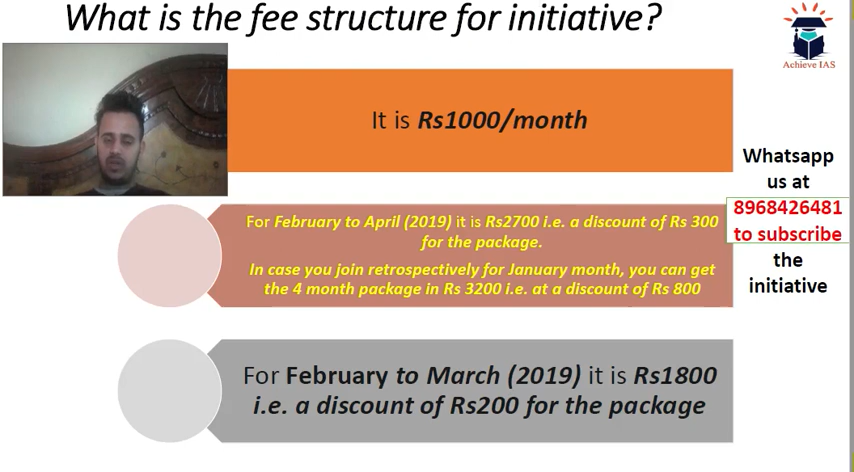 What is the fee structure for initiative?
Achieve IAS
It is Rs1000/month
For February to April (2019) it is Rs2700 i.e. a discount of Rs 300
for the package.
In case you join retrospectively for January month, you can get
the 4 month package in Rs 3200 i.e. at a discount of Rs 800
For February to March (2019) it is Rs1800
i.e. a discount of Rs200 for the package
Whatsapp
us at
8968426481
to subscribe
the
initiative